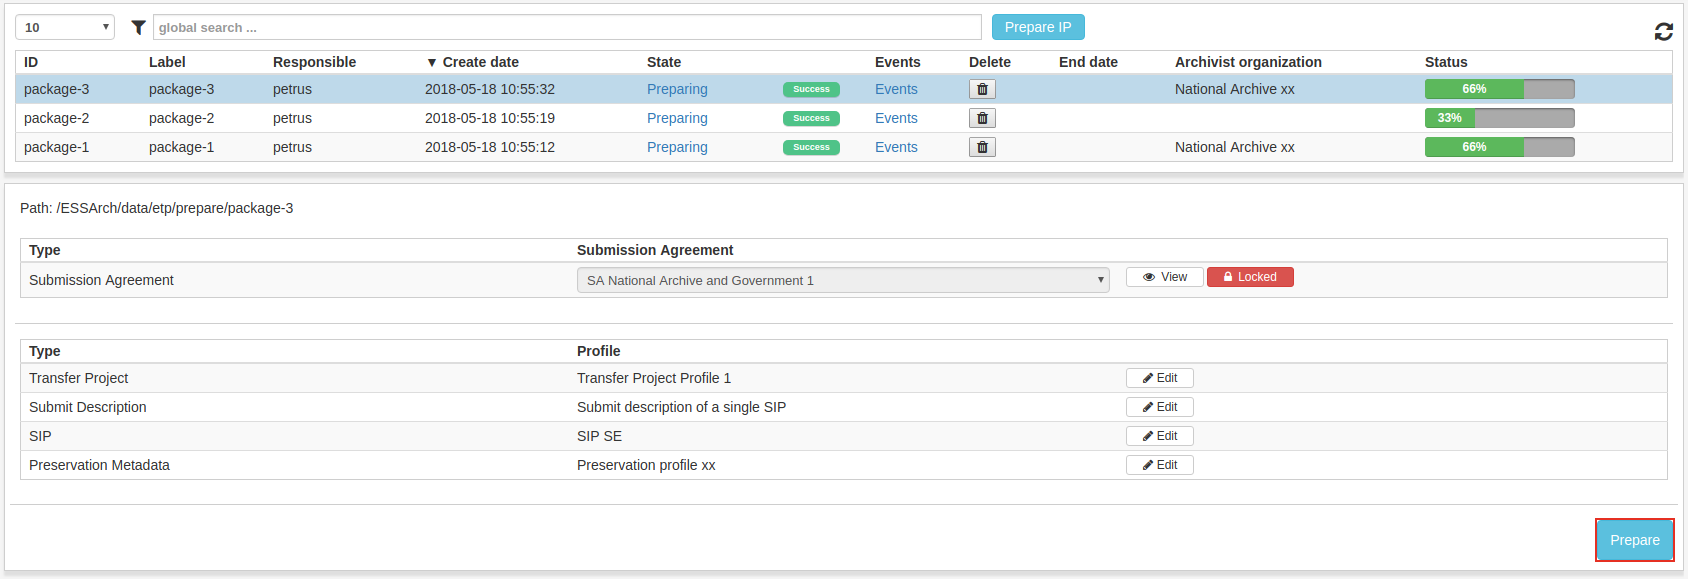 10 global search ... Prepare IP
ID Label Responsible ▼ Create date State Events Delete End date Archivist organization Status
package-3 package-3 petrus 2018-05-18 10:55:32 Preparing Success Events National Archive xx 66%
package-2 package-2 petrus 2018-05-18 10:55:19 Preparing Success Events 33%
package-1 package-1 petrus 2018-05-18 10:55:12 Preparing Success Events National Archive xx 66%
Path: /ESSArch/data/etp/prepare/package-3
Type Submission Agreement
Submission Agreement SA National Archive and Government 1 View Locked
Type Profile
Transfer Project Transfer Project Profile 1 Edit
Submit Description Submit description of a single SIP Edit
SIP SIP SE Edit
Preservation Metadata Preservation profile xx Edit
Prepare